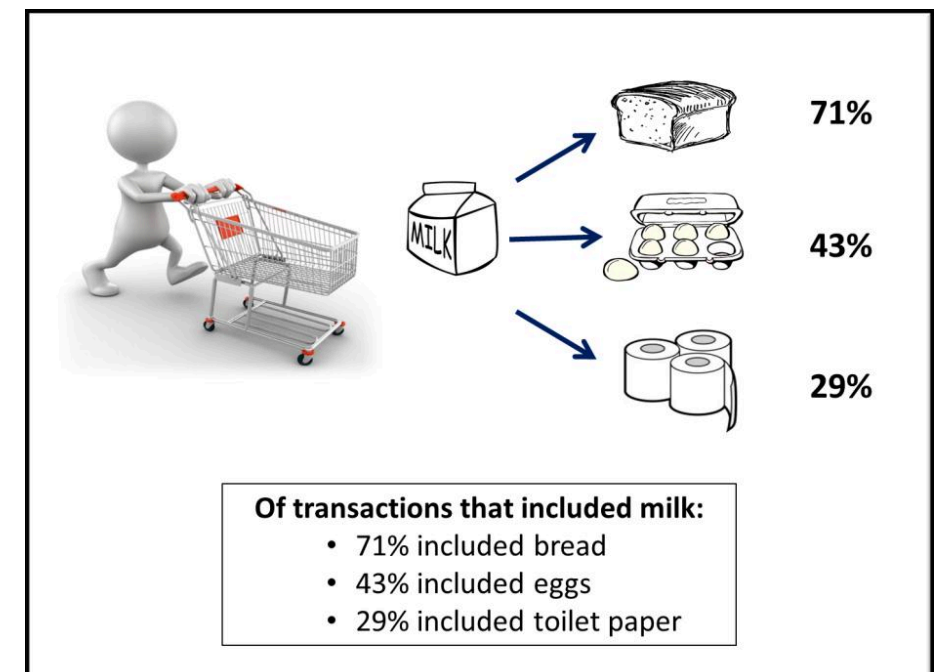 71%
MILK
43%
29%
Of transactions that included milk:
• 71% included bread
• 43% included eggs
• 29% included toilet paper